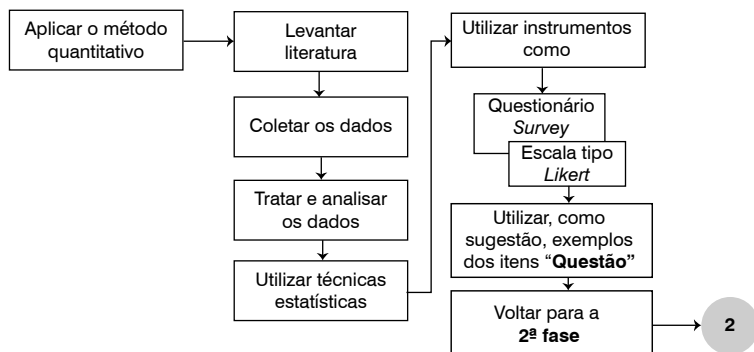 Aplicar o método
quantitativo
Levantar
literatura
Coletar os dados
Tratar e analisar
os dados
Utilizar técnicas
estatísticas
Utilizar instrumentos
como
Questionário
Survey
Escala tipo
Likert
Utilizar, como
sugestão, exemplos
dos itens “Questão”
Voltar para a
2ª fase
2